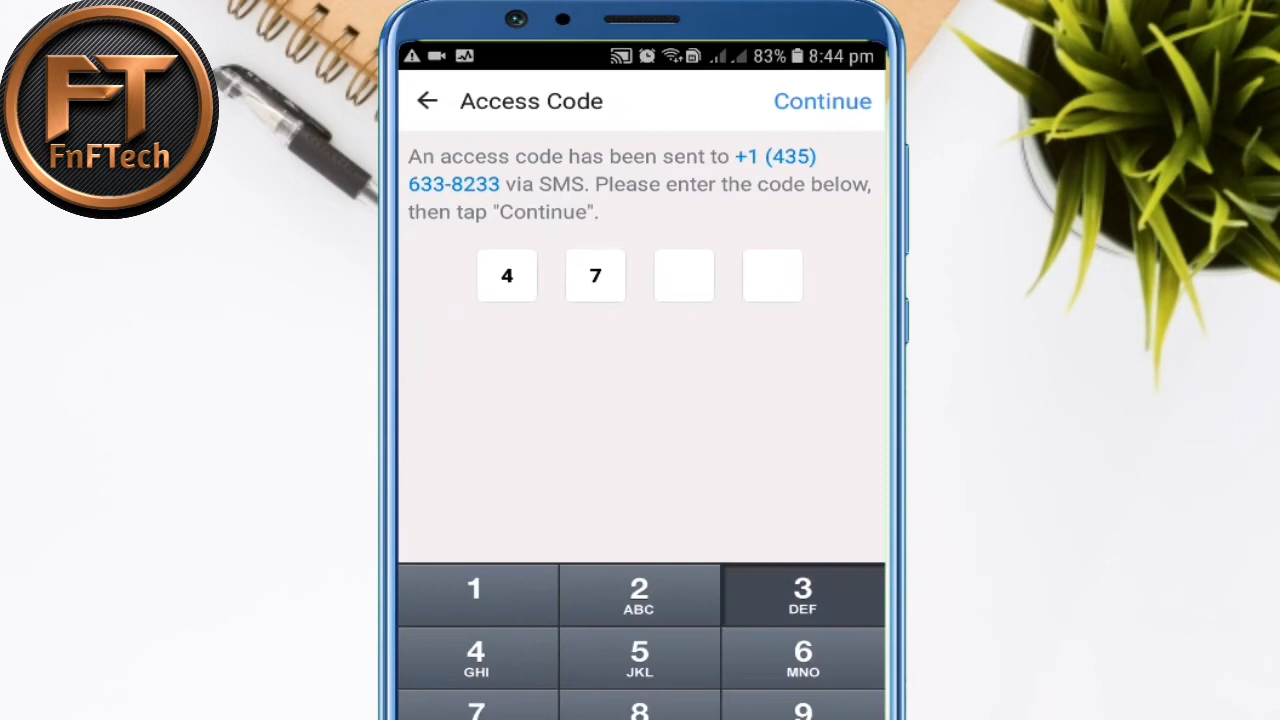 FT
FnFTech
83% 8:44 pm
Access Code Continue
An access code has been sent to +1 (435)
633-8233 via SMS. Please enter the code below,
then tap "Continue".
4 7
1 2 3
ABC DEF
4 5 6
GHI JKL MNO
7 8 9